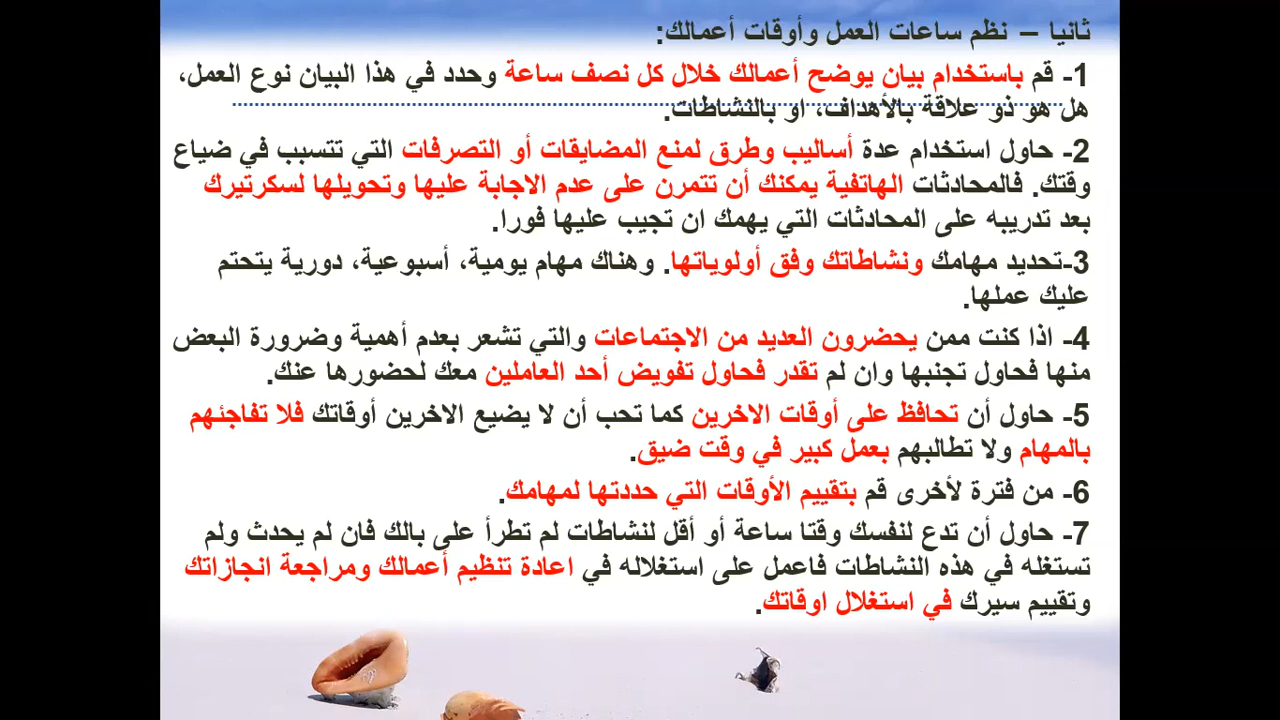 ثانيا – نظم ساعات العمل وأوقات أعمالك:
1- قم باستخدام بيان يوضح أعمالك خلال كل نصف ساعة وحدد في هذا البيان نوع العمل،
هل هو ذو علاقة بالأهداف، او بالنشاطات.
2- حاول استخدام عدة أساليب وطرق لمنع المضايقات أو التصرفات التي تتسبب في ضياع
وقتك. فالمحادثات الهاتفية يمكنك أن تتمرن على عدم الاجابة عليها وتحويلها لسكرتيرك
بعد تدريبه على المحادثات التي يهمك ان تجيب عليها فورا.
3-تحديد مهامك ونشاطاتك وفق أولوياتها. وهناك مهام يومية، أسبوعية، دورية يتحتم
عليك عملها.
4- اذا كنت ممن يحضرون العديد من الاجتماعات والتي تشعر بعدم أهمية وضرورة البعض
منها فحاول تجنبها وان لم تقدر فحاول تفويض أحد العاملين معك لحضورها عنك.
5- حاول أن تحافظ على أوقات الاخرين كما تحب أن لا يضيع الاخرين أوقاتك فلا تفاجئهم
بالمهام ولا تطالبهم بعمل كبير في وقت ضيق.
6- من فترة لأخرى قم بتقييم الأوقات التي حددتها لمهامك.
7- حاول أن تدع لنفسك وقتا ساعة أو أقل لنشاطات لم تطرأ على بالك فان لم يحدث ولم
تستغله في هذه النشاطات فاعمل على استغلاله في اعادة تنظيم أعمالك ومراجعة انجازاتك
وتقييم سيرك في استغلال اوقاتك.